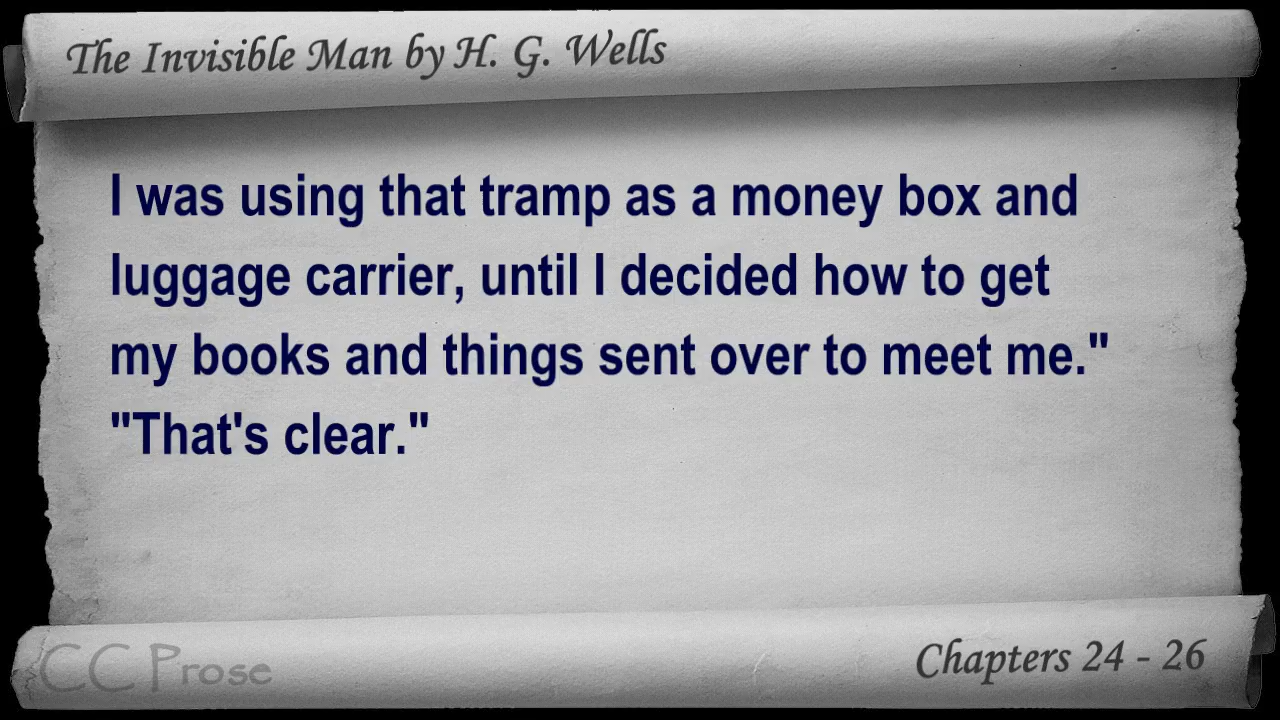 The Invisible Man by H. G. Wells
I was using that tramp as a money box and
luggage carrier, until I decided how to get
my books and things sent over to meet me."
"That's clear."
CC Prose
Chapters 24 - 26